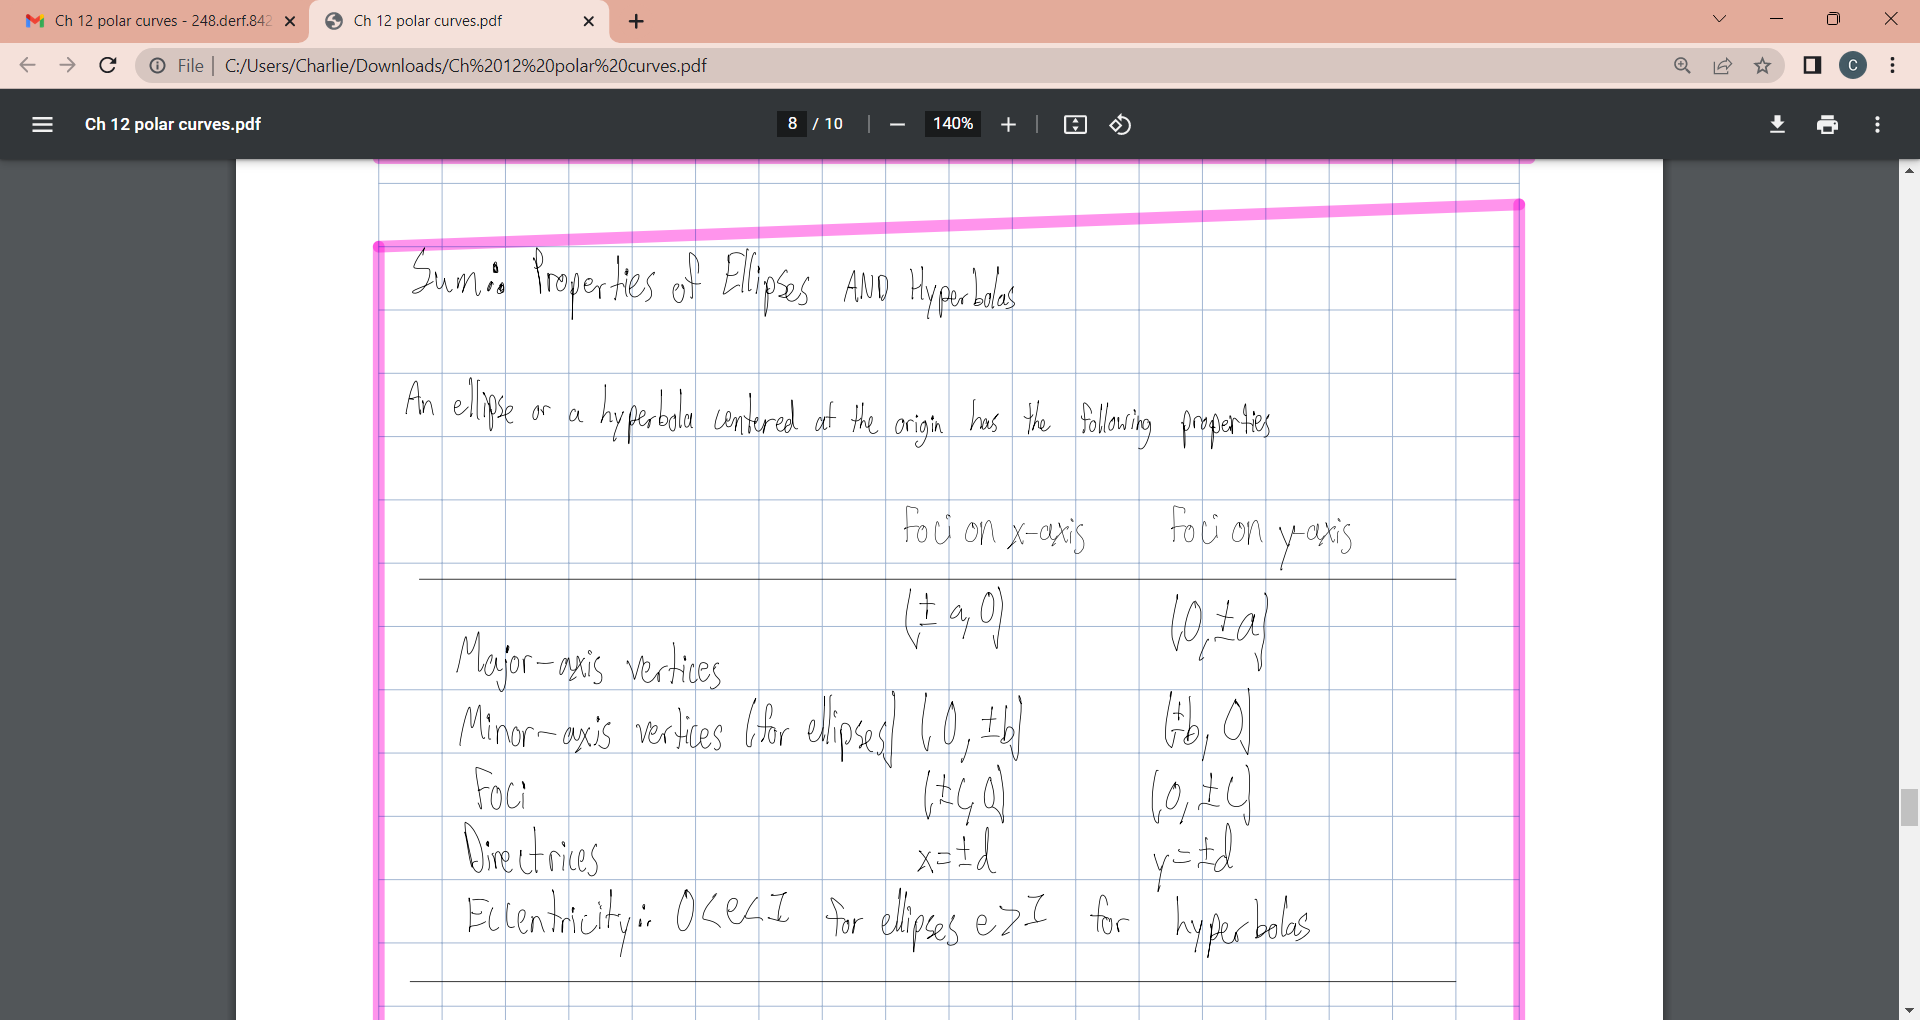 Ch 12 polar curves - 248.derf.842
Ch 12 polar curves.pdf
File | C:/Users/Charlie/Downloads/Ch%2012%20polar%20curves.pdf
C
Ch 12 polar curves.pdf
8 / 10
140%
Sum: Properties of Ellipses AND Hyperbolas
An ellipse or a hyperbola centered at the origin has the following properties
Foci on x-axis Foci on y-axis
Major-axis vertices (± a, 0) (0, ±a)
Minor-axis vertices (for ellipses) (0, ±b) (±b, 0)
Foci (±c, 0) (0, ±c)
Directrices x=±d y=±d
Eccentricity: 0<e<1 for ellipses e>1 for hyperbolas